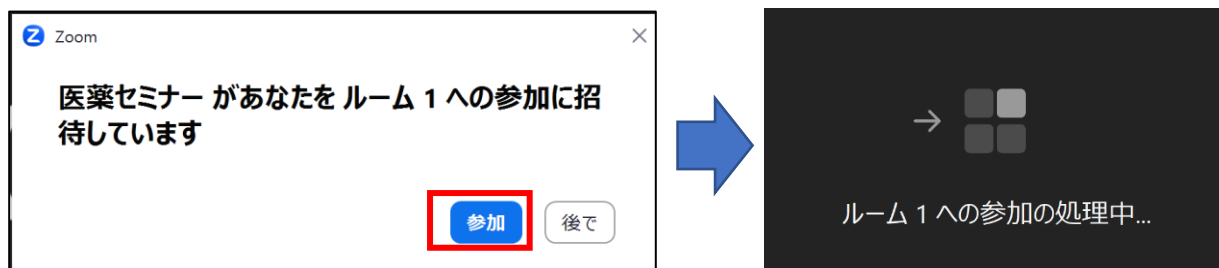 Zoom
医薬セミナー があなたを ルーム 1 への参加に招
待しています
参加
後で
ルーム 1 への参加の処理中...